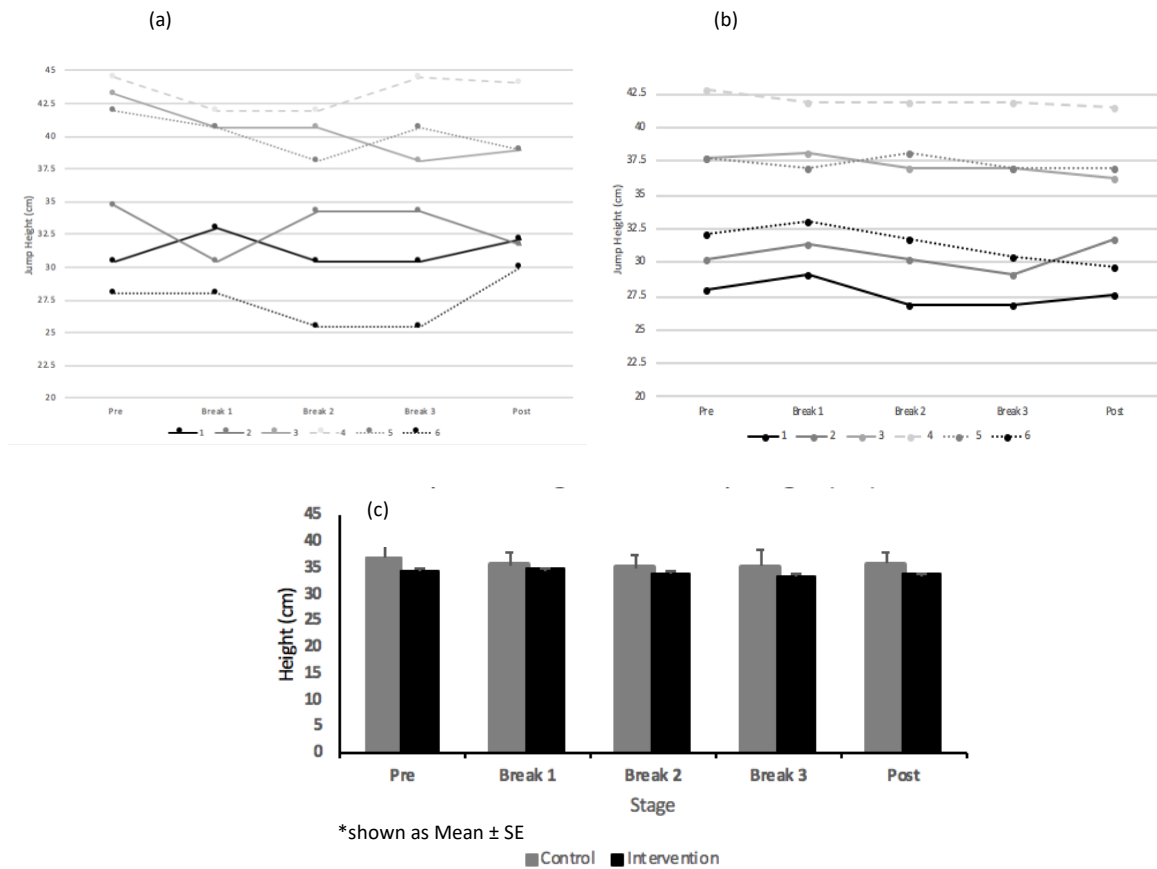 (a)
45
42.5
40
37.5
35
32.5
30
27.5
25
22.5
20
Jump Height (cm)
Pre Break 1 Break 2 Break 3 Post
1 2 3 4 5 6
(b)
42.5
40
37.5
35
32.5
30
27.5
25
22.5
20
Jump Height (cm)
Pre Break 1 Break 2 Break 3 Post
1 2 3 4 5 6
(c)
45
40
35
30
25
20
15
10
5
0
Height (cm)
Pre Break 1 Break 2 Break 3 Post
Stage
*shown as Mean ± SE
Control Intervention